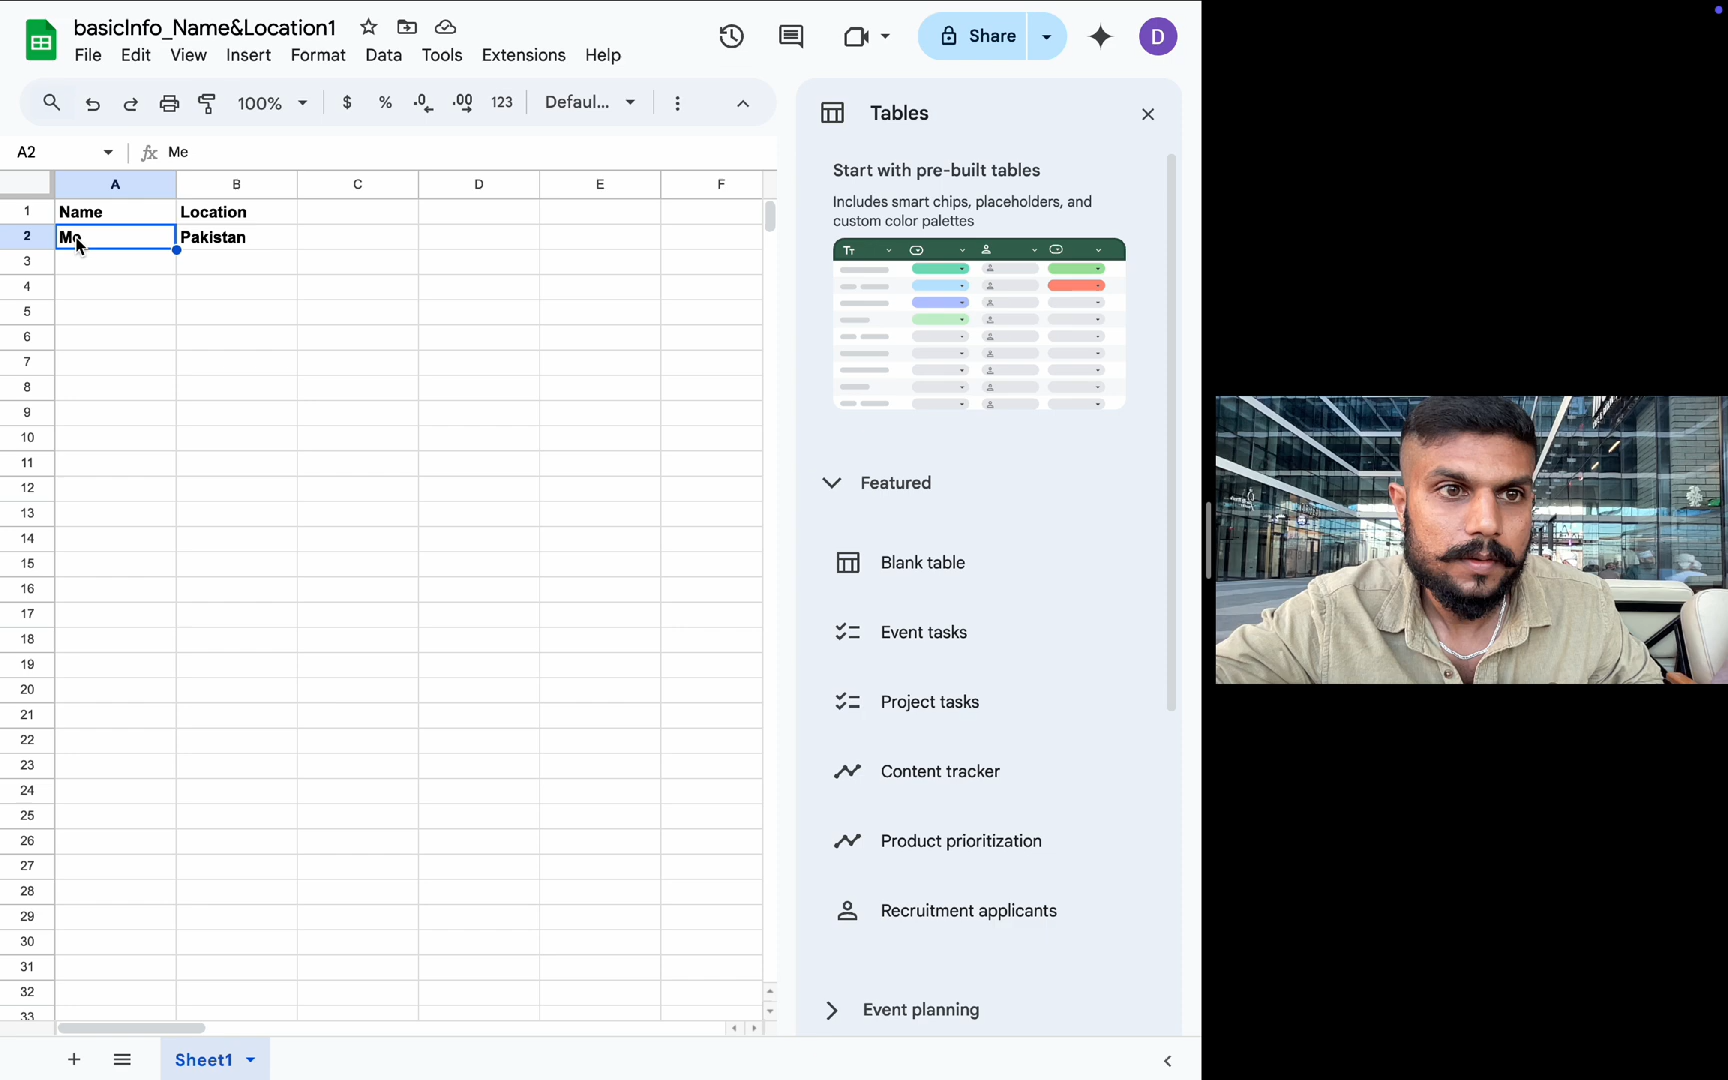 basicInfo_Name&Location1
File Edit View Insert Format Data Tools Extensions Help
Share
D
100% $ % .0 .00 123 Defaul...
A2 fx Me
A B C D E F
1 Name Location
2 Me Pakistan
3
4
5
6
7
8
9
10
11
12
13
14
15
16
17
18
19
20
21
22
23
24
25
26
27
28
29
30
31
32
33
Sheet1
Tables
Start with pre-built tables
Includes smart chips, placeholders, and
custom color palettes
Featured
Blank table
Event tasks
Project tasks
Content tracker
Product prioritization
Recruitment applicants
Event planning